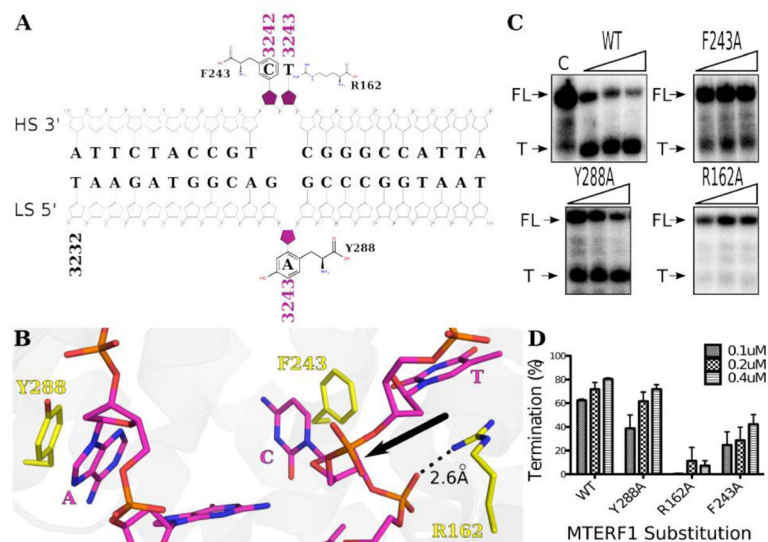 A
3242
3243
F243
C T
R162
HS 3'
A T T C T A C C G T C G G G C C A T T A
T A A G A T G G C A G G C C C G G T A A T
LS 5'
3232
A
Y288
3243
B
Y288
A
F243
C
T
2.6Å
R162
C
WT
F243A
C
FL
T
FL
T
Y288A
R162A
FL
T
FL
T
D
0.1uM
0.2uM
0.4uM
Termination (%)
100
80
60
40
20
0
WT
Y288A
R162A
F243A
MTERF1 Substitution